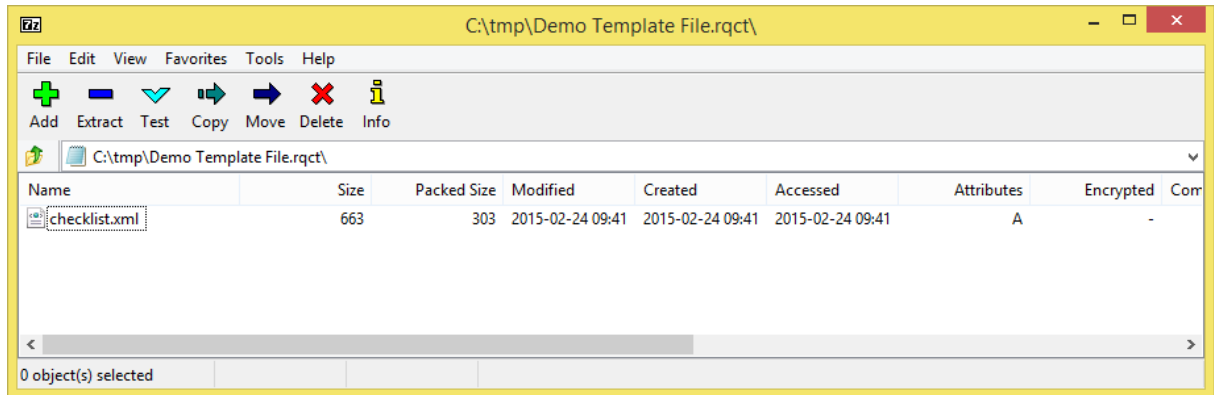 7z
C:\tmp\Demo Template File.rqct\
File Edit View Favorites Tools Help
Add Extract Test Copy Move Delete Info
C:\tmp\Demo Template File.rqct\
Name Size Packed Size Modified Created Accessed Attributes Encrypted Com
checklist.xml 663 303 2015-02-24 09:41 2015-02-24 09:41 2015-02-24 09:41 A -
0 object(s) selected